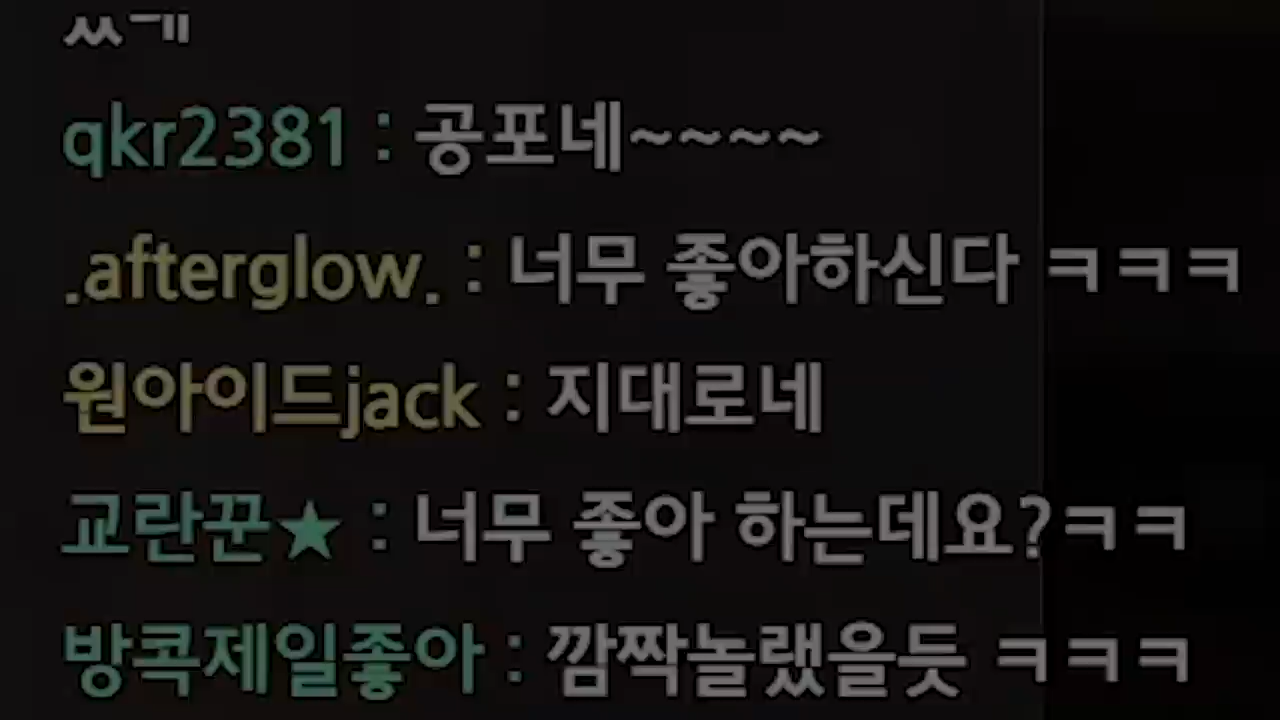 qkr2381 : 공포네~~~~
.afterglow. : 너무 좋아하신다 ㅋㅋㅋ
원아이드jack : 지대로네
교란꾼★ : 너무 좋아 하는데요?ㅋㅋ
방콕제일좋아 : 깜짝놀랬을듯 ㅋㅋㅋ